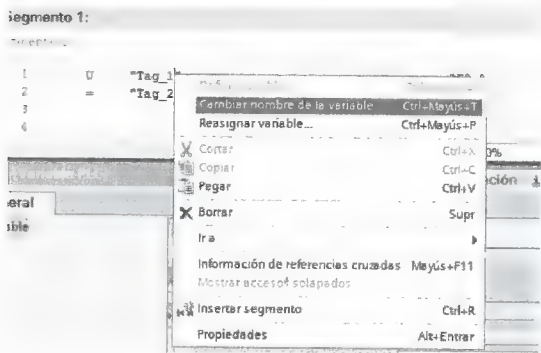 Segmento 1:
1 U "Tag_1"
2 = "Tag_2
3
4
Cambiar nombre de la variable Ctrl+Mayús+T
Reasignar variable... Ctrl+Mayús+P
Cortar Ctrl+X
Copiar Ctrl+C
Pegar Ctrl+V
Borrar Supr
Ir a
Información de referencias cruzadas Mayús+F11
Mostrar accesos solapados
Insertar segmento Ctrl+R
Propiedades Alt+Entrar
0%
ción
eral
able